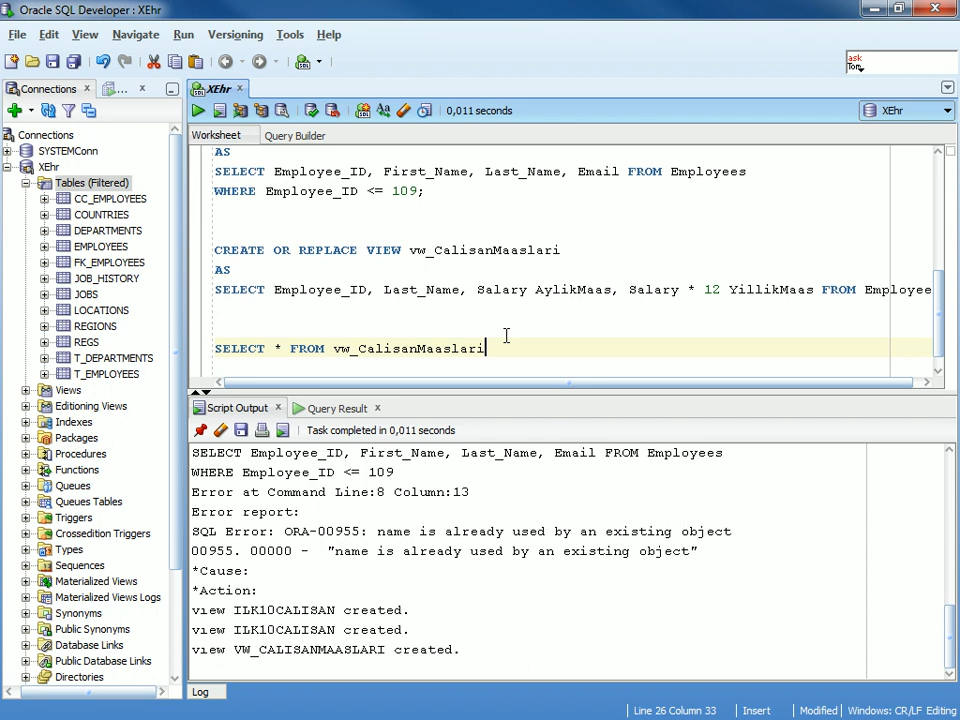 Oracle SQL Developer : XEhr
File Edit View Navigate Run Versioning Tools Help
ask
Tom
Connections
...
XEhr
0,011 seconds
XEhr
Worksheet Query Builder
Connections
SYSTEMConn
XEhr
Tables (Filtered)
CC_EMPLOYEES
COUNTRIES
DEPARTMENTS
EMPLOYEES
FK_EMPLOYEES
JOB_HISTORY
JOBS
LOCATIONS
REGIONS
REGS
T_DEPARTMENTS
T_EMPLOYEES
Views
Editioning Views
Indexes
Packages
Procedures
Functions
Queues
Queues Tables
Triggers
Crossedition Triggers
Types
Sequences
Materialized Views
Materialized Views Logs
Synonyms
Public Synonyms
Database Links
Public Database Links
Directories
AS
SELECT Employee_ID, First_Name, Last_Name, Email FROM Employees
WHERE Employee_ID <= 109;
CREATE OR REPLACE VIEW vw_CalisanMaaslari
AS
SELECT Employee_ID, Last_Name, Salary AylikMaas, Salary * 12 YillikMaas FROM Employee
SELECT * FROM vw_CalisanMaaslari
Script Output Query Result
Task completed in 0,011 seconds
SELECT Employee_ID, First_Name, Last_Name, Email FROM Employees
WHERE Employee_ID <= 109
Error at Command Line:8 Column:13
Error report:
SQL Error: ORA-00955: name is already used by an existing object
00955. 00000 - "name is already used by an existing object"
*Cause:
*Action:
view ILK10CALISAN created.
view ILK10CALISAN created.
view VW_CALISANMAASLARI created.
Log
Line 26 Column 33 Insert Modified Windows: CR/LF Editing